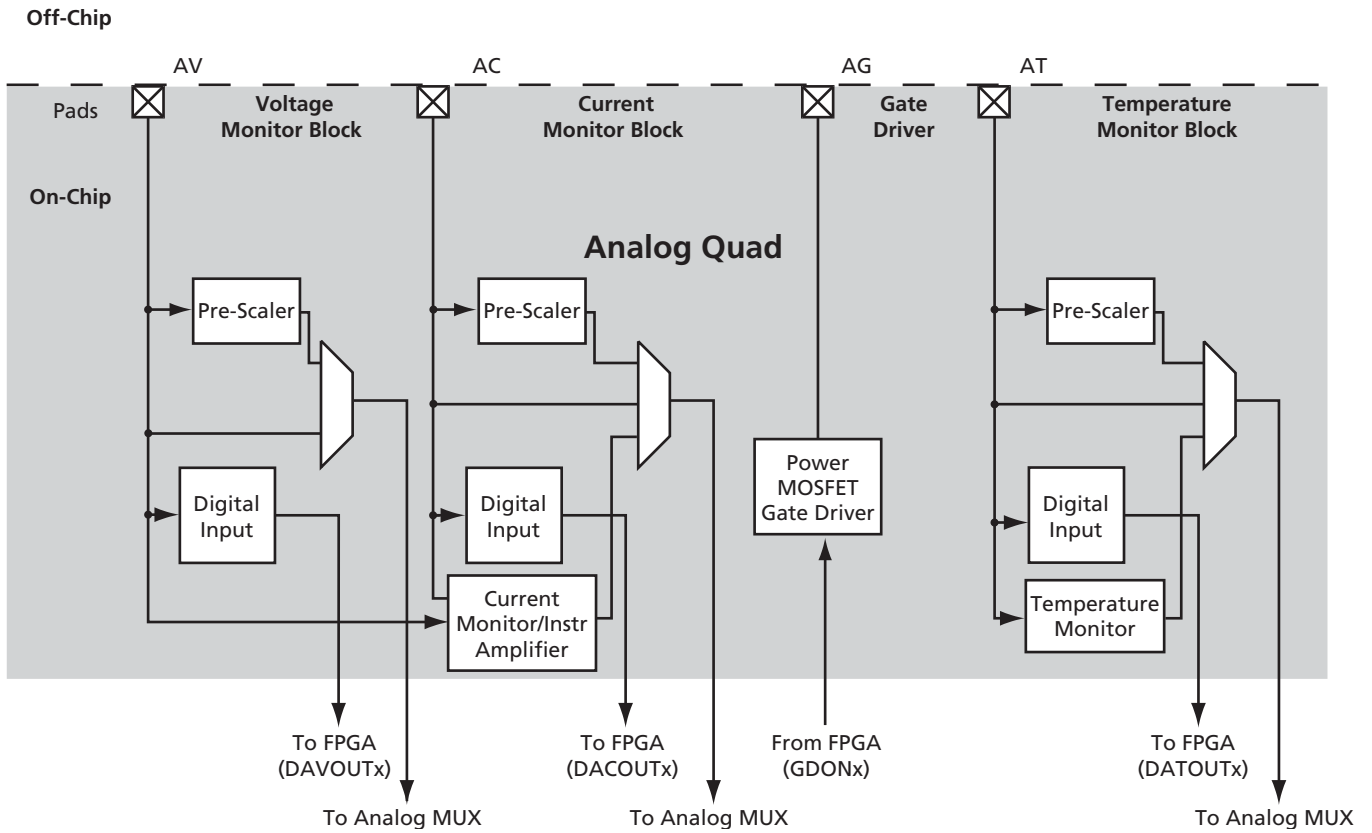 Off-Chip
AV
AC
AG
AT
Pads
Voltage
Monitor Block
Current
Monitor Block
Gate
Driver
Temperature
Monitor Block
On-Chip
Analog Quad
Pre-Scaler
Pre-Scaler
Pre-Scaler
Digital
Input
Digital
Input
Power
MOSFET
Gate Driver
Digital
Input
Current
Monitor/Instr
Amplifier
Temperature
Monitor
To FPGA
(DAVOUTx)
To FPGA
(DACOUTx)
From FPGA
(GDONx)
To FPGA
(DATOUTx)
To Analog MUX
To Analog MUX
To Analog MUX